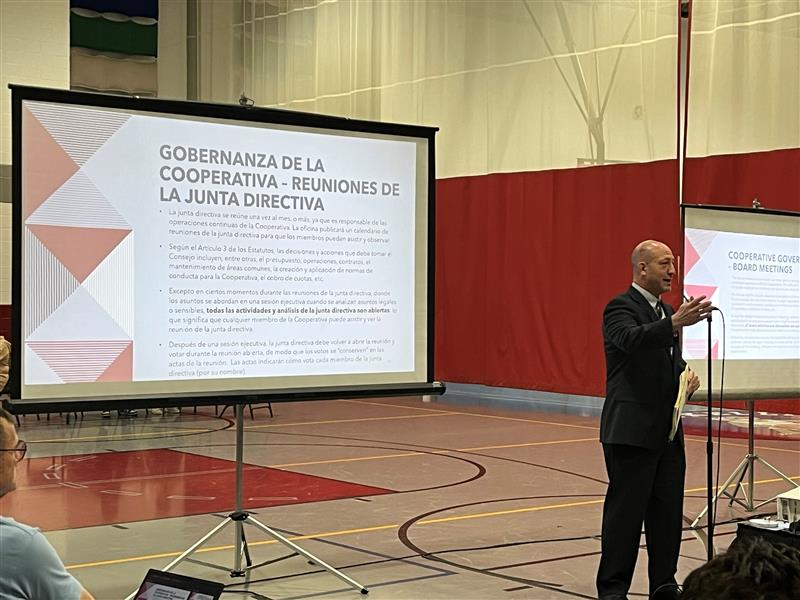 GOBERNANZA DE LA
COOPERATIVA – REUNIONES DE
LA JUNTA DIRECTIVA
• La junta directiva se reúne una vez al mes, o más, ya que es responsable de las
operaciones continuas de la Cooperativa. La oficina publicará un calendario de
reuniones de la junta directiva para que los miembros puedan asistir y observar
• Según el Artículo 3 de los Estatutos, las decisiones y acciones que debe tomar el
Consejo incluyen, entre otras, el presupuesto, operaciones, contratos, el
mantenimiento de áreas comunes, la creación y aplicación de normas de
conducta para la Cooperativa, el cobro de cuotas, etc.
• Excepto en ciertos momentos durante las reuniones de la junta directiva, donde
los asuntos se abordan en una sesión ejecutiva cuando se analizan asuntos legales
o sensibles, todas las actividades y análisis de la junta directiva son abiertas, lo
que significa que cualquier miembro de la Cooperativa puede asistir y ver la
reunión de la junta directiva.
• Después de una sesión ejecutiva, la junta directiva debe volver a abrir la reunión y
votar durante la reunión abierta, de modo que los votos se “conserven” en las
actas de la reunión. Las actas indicarán cómo vota cada miembro de la junta
directiva (por su nombre).
COOPERATIVE GOVER
- BOARD MEETINGS